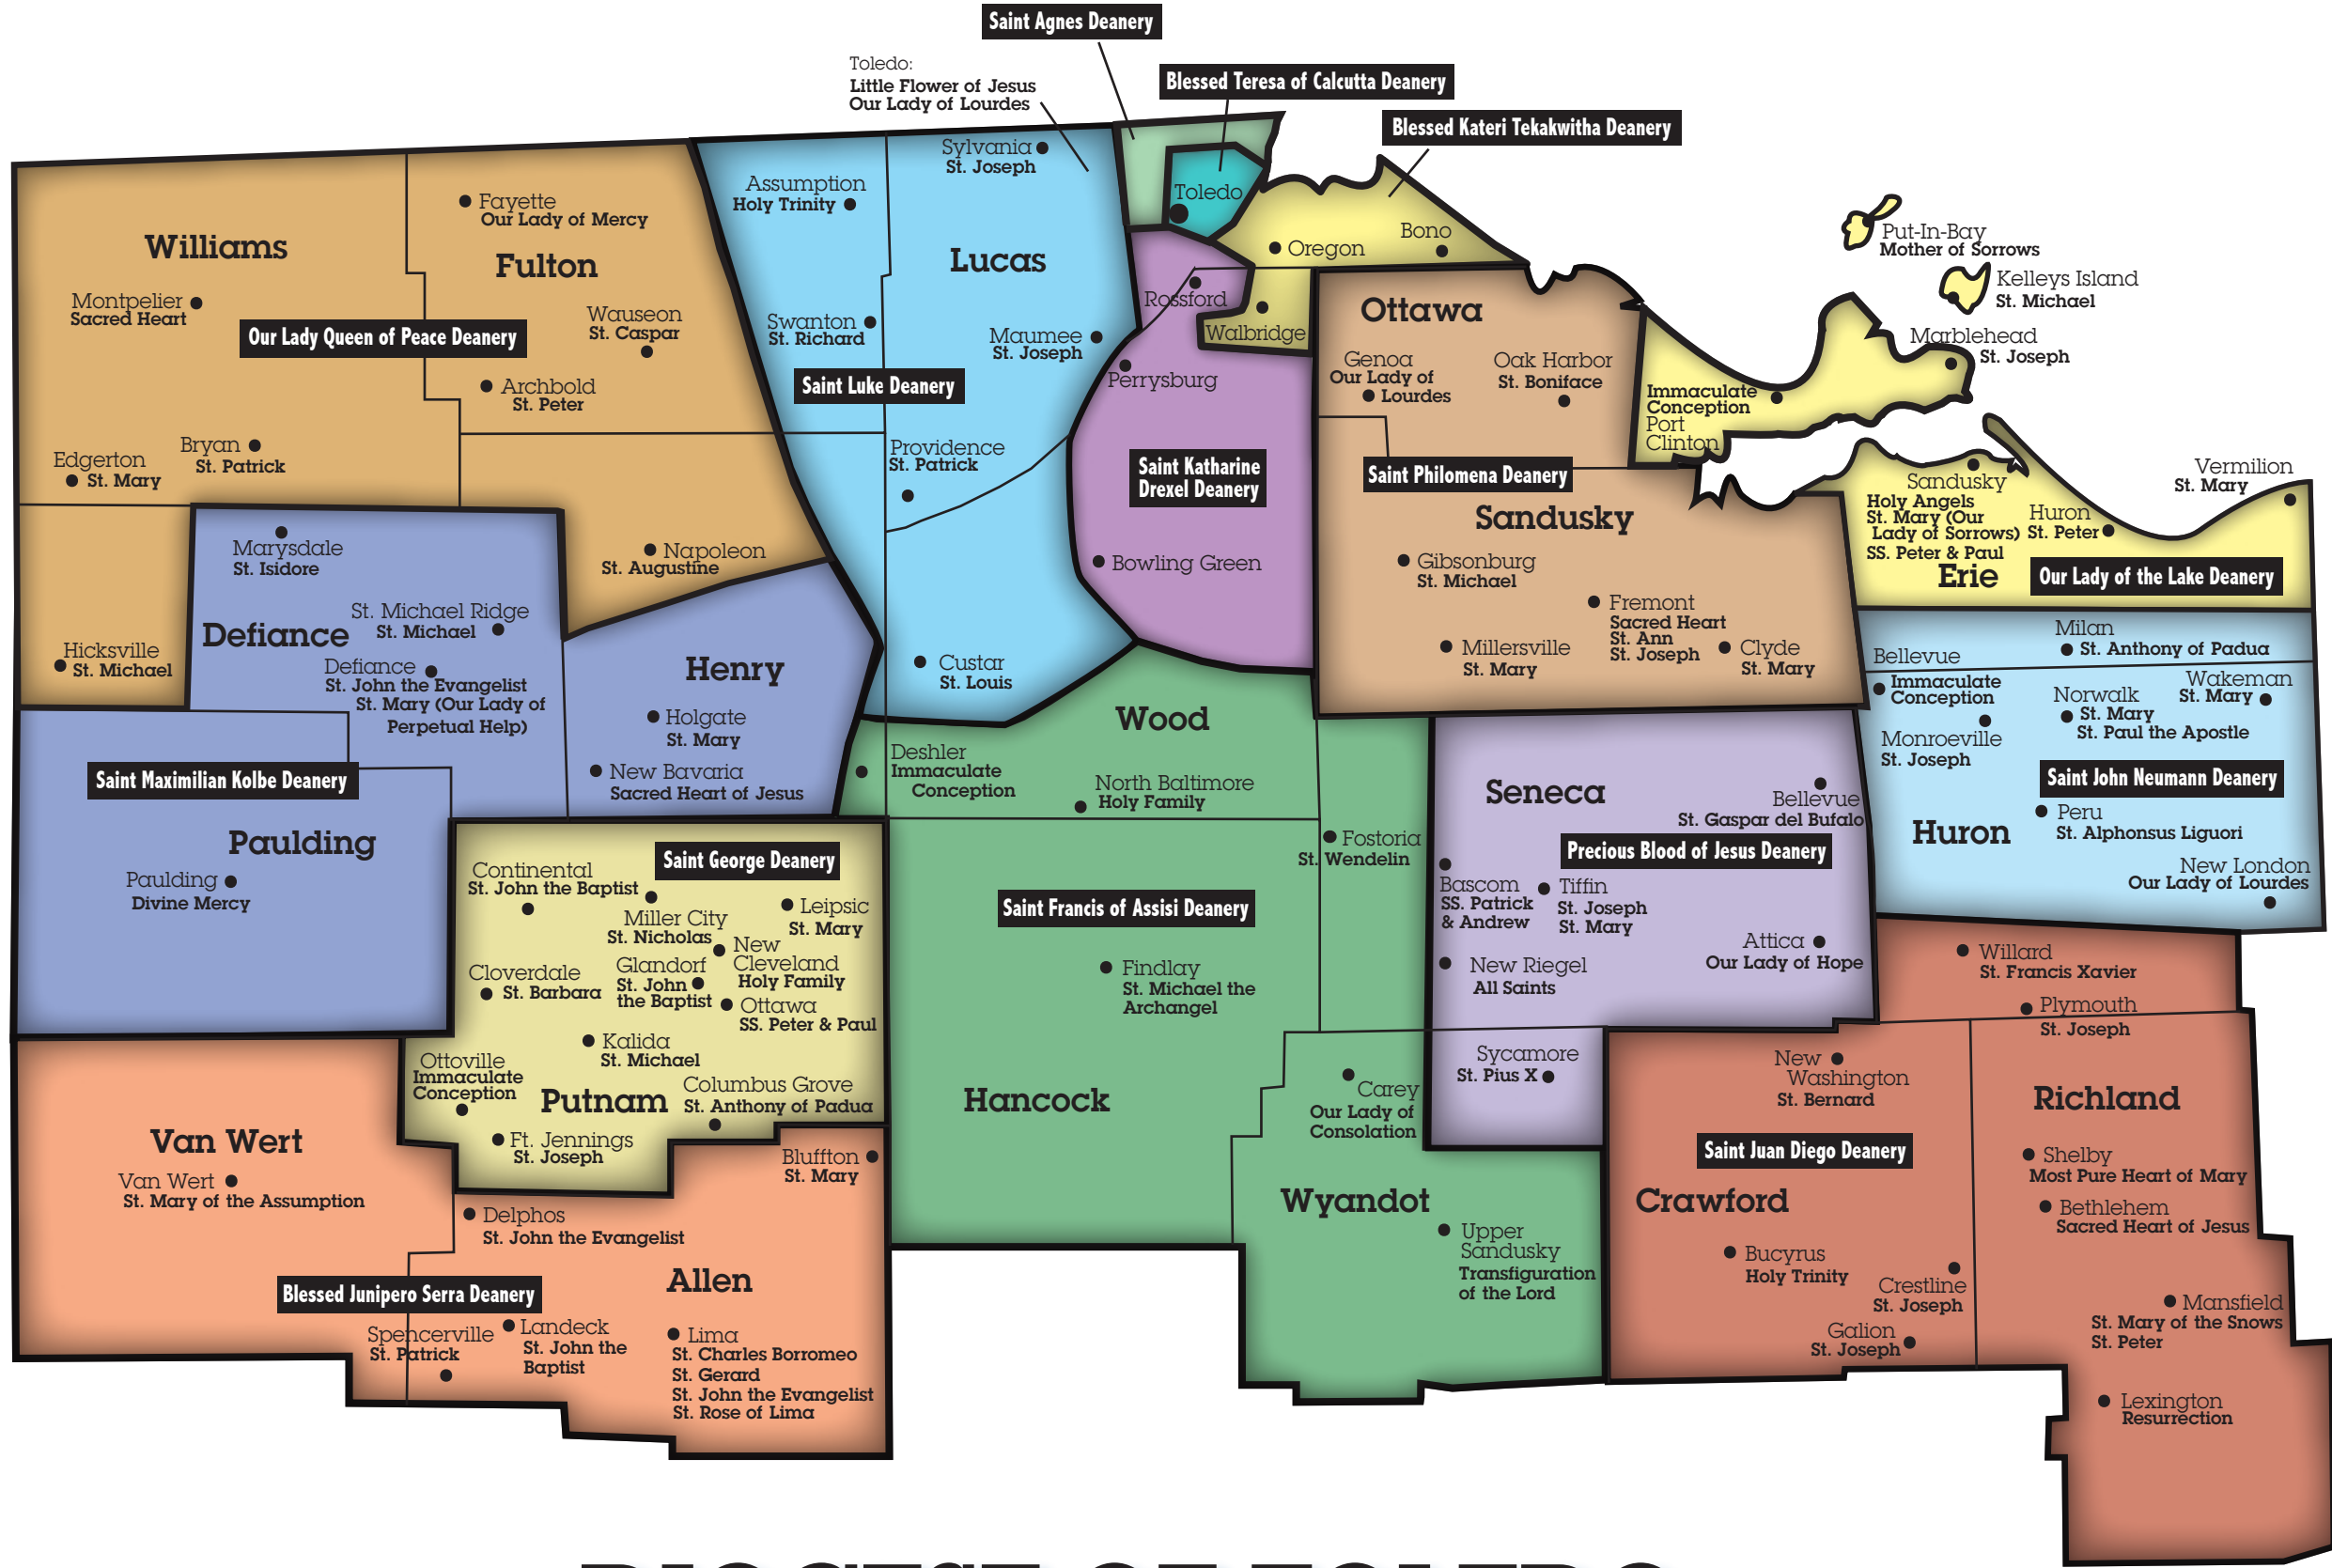 Saint Agnes Deanery
Toledo:
Little Flower of Jesus
Our Lady of Lourdes
Blessed Teresa of Calcutta Deanery
Blessed Kateri Tekakwitha Deanery
Williams
Montpelier
Sacred Heart
Our Lady Queen of Peace Deanery
Fayette
Our Lady of Mercy
Fulton
Wauseon
St. Caspar
Archbold
St. Peter
Bryan
St. Patrick
Edgerton
St. Mary
Hicksville
St. Michael
Napoleon
St. Augustine
Assumption
Holy Trinity
Sylvania
St. Joseph
Lucas
Swanton
St. Richard
Maumee
St. Joseph
Saint Luke Deanery
Providence
St. Patrick
Custar
St. Louis
Toledo
Oregon
Bono
Rossford
Walbridge
Perrysburg
Saint Katharine
Drexel Deanery
Bowling Green
Ottawa
Genoa
Our Lady of
Lourdes
Oak Harbor
St. Boniface
Saint Philomena Deanery
Sandusky
Gibsonburg
St. Michael
Fremont
Sacred Heart
St. Ann
St. Joseph
Millersville
St. Mary
Clyde
St. Mary
Put-In-Bay
Mother of Sorrows
Kelleys Island
St. Michael
Marblehead
St. Joseph
Immaculate
Conception
Port
Clinton
Sandusky
Holy Angels
St. Mary (Our
Lady of Sorrows)
SS. Peter & Paul
Erie
Huron
St. Peter
Vermilion
St. Mary
Our Lady of the Lake Deanery
Marysdale
St. Isidore
St. Michael Ridge
St. Michael
Defiance
Defiance
St. John the Evangelist
St. Mary (Our Lady of
Perpetual Help)
Henry
Holgate
St. Mary
New Bavaria
Sacred Heart of Jesus
Saint Maximilian Kolbe Deanery
Paulding
Paulding
Divine Mercy
Wood
Deshler
Immaculate
Conception
North Baltimore
Holy Family
Fostoria
St. Wendelin
Saint Francis of Assisi Deanery
Findlay
St. Michael the
Archangel
Hancock
Carey
Our Lady of
Consolation
Wyandot
Upper
Sandusky
Transfiguration
of the Lord
Seneca
Bellevue
St. Gaspar del Bufalo
Precious Blood of Jesus Deanery
Bascom
SS. Patrick
& Andrew
Tiffin
St. Joseph
St. Mary
Attica
Our Lady of Hope
New Riegel
All Saints
Sycamore
St. Pius X
Milan
St. Anthony of Padua
Bellevue
Immaculate
Conception
Wakeman
St. Mary
Norwalk
St. Mary
St. Paul the Apostle
Monroeville
St. Joseph
Saint John Neumann Deanery
Peru
St. Alphonsus Liguori
Huron
New London
Our Lady of Lourdes
Saint George Deanery
Continental
St. John the Baptist
Miller City
St. Nicholas
Leipsic
St. Mary
New
Cleveland
Holy Family
Cloverdale
St. Barbara
Glandorf
St. John
the Baptist
Ottawa
SS. Peter & Paul
Kalida
St. Michael
Ottoville
Immaculate
Conception
Putnam
Columbus Grove
St. Anthony of Padua
Ft. Jennings
St. Joseph
Van Wert
Van Wert
St. Mary of the Assumption
Bluffton
St. Mary
Delphos
St. John the Evangelist
Blessed Junipero Serra Deanery
Allen
Spencerville
St. Patrick
Landeck
St. John the
Baptist
Lima
St. Charles Borromeo
St. Gerard
St. John the Evangelist
St. Rose of Lima
Willard
St. Francis Xavier
Plymouth
St. Joseph
New
Washington
St. Bernard
Richland
Saint Juan Diego Deanery
Shelby
Most Pure Heart of Mary
Crawford
Bethlehem
Sacred Heart of Jesus
Bucyrus
Holy Trinity
Crestline
St. Joseph
Galion
St. Joseph
Mansfield
St. Mary of the Snows
St. Peter
Lexington
Resurrection